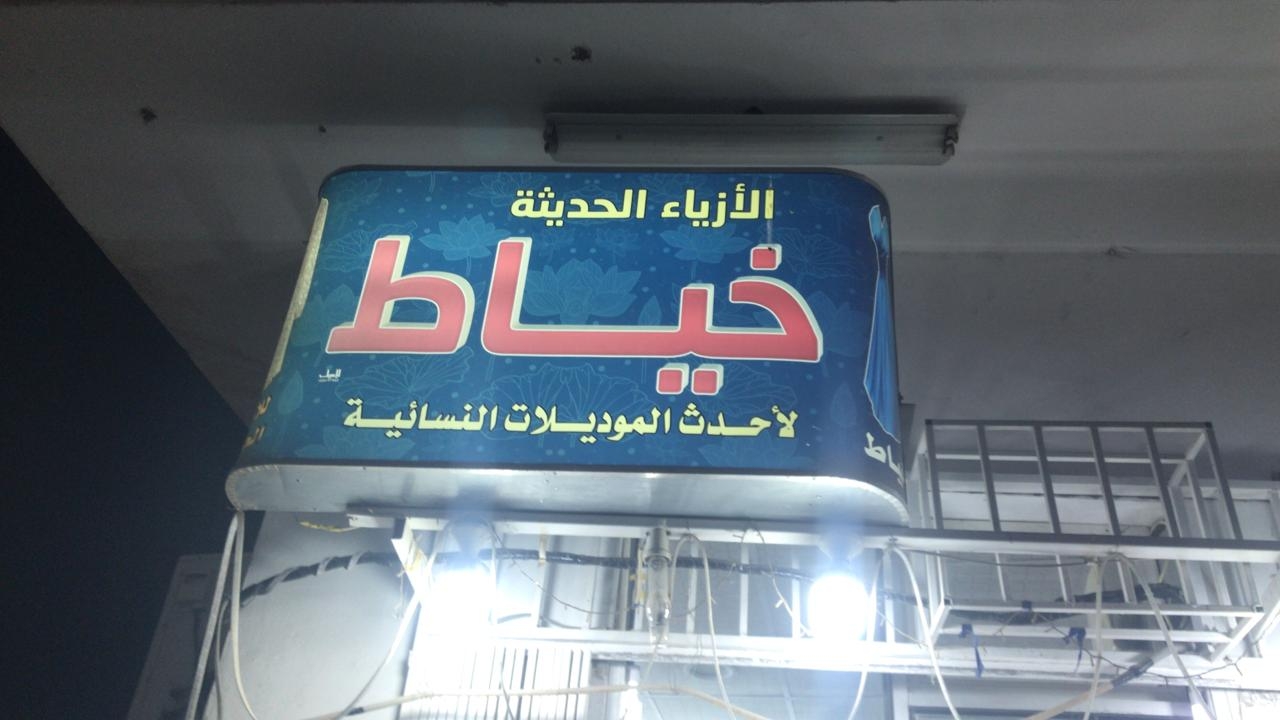 الأزياء الحديثة
خياط
لأحدث الموديلات النسائية